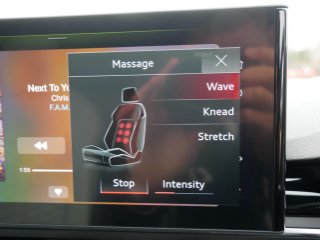 Massage
Wave
Next To Yo
Chris
Knead
F.A.M.
Stretch
1:55
Stop
Intensity